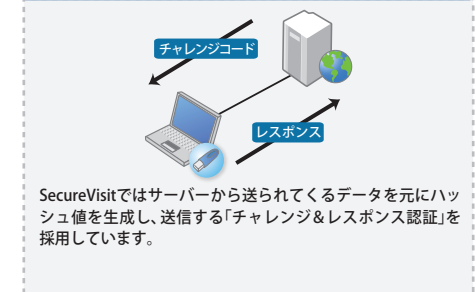 チャレンジコード
レスポンス
SecureVisitではサーバーから送られてくるデータを元にハッ
シュ値を生成し、送信する「チャレンジ＆レスポンス認証」を
採用しています。